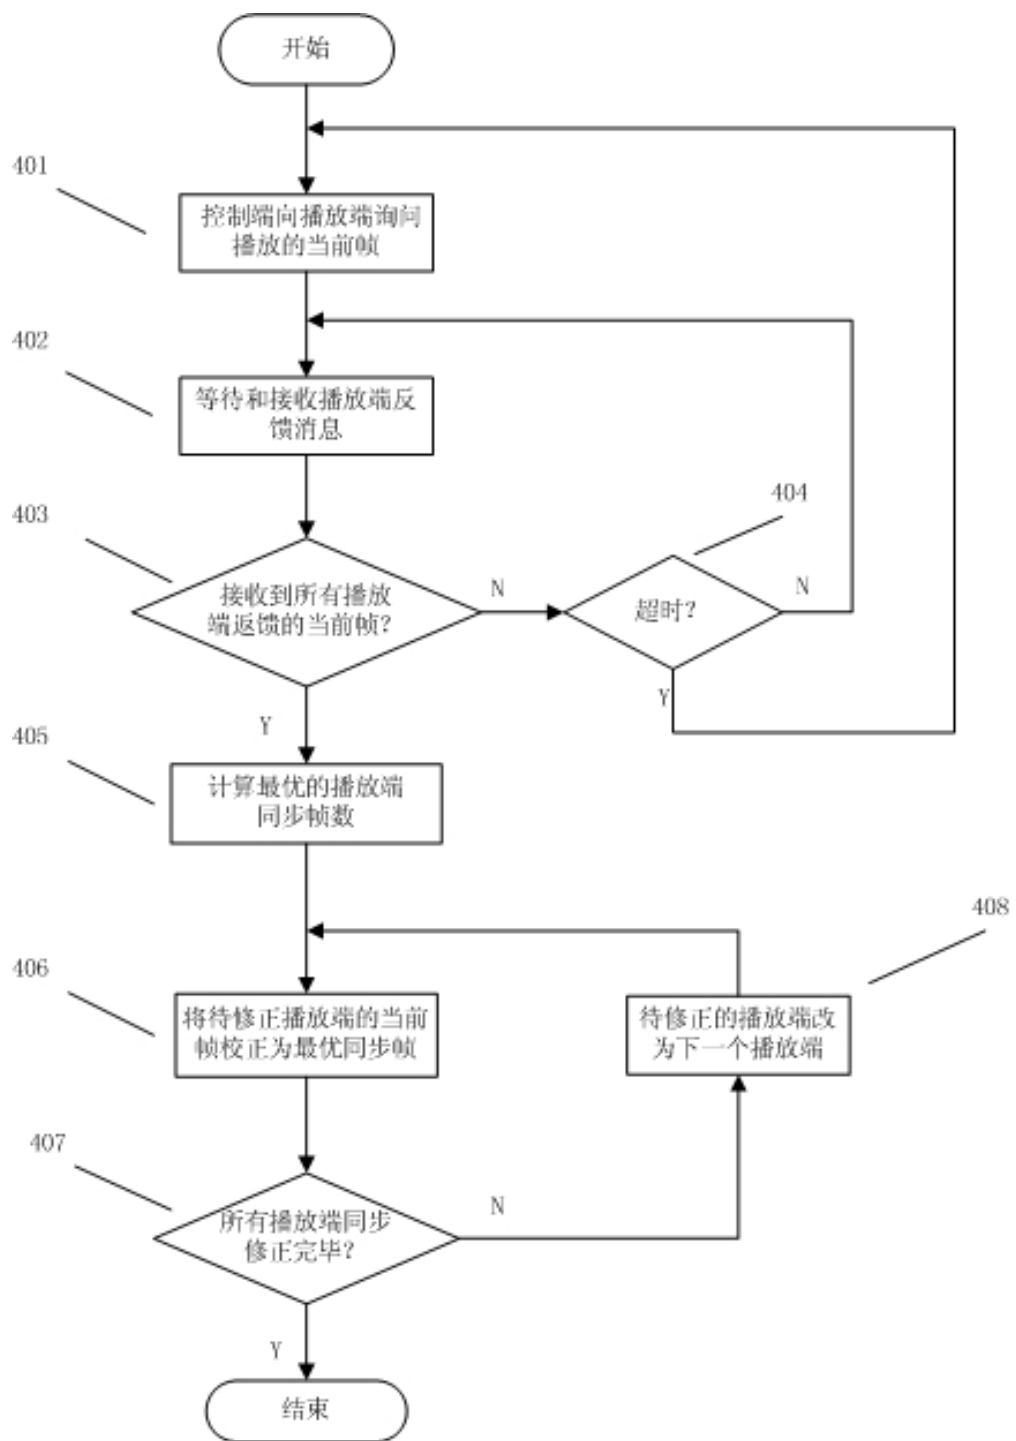 开始
401
控制端向播放端询问
播放的当前帧
402
等待和接收播放端反
馈消息
403
接收到所有播放
端返馈的当前帧?
N
404
超时?
N
Y
Y
405
计算最优的播放端
同步帧数
408
406
将待修正播放端的当前
帧校正为最优同步帧
待修正的播放端改
为下一个播放端
407
所有播放端同步
修正完毕?
N
Y
结束